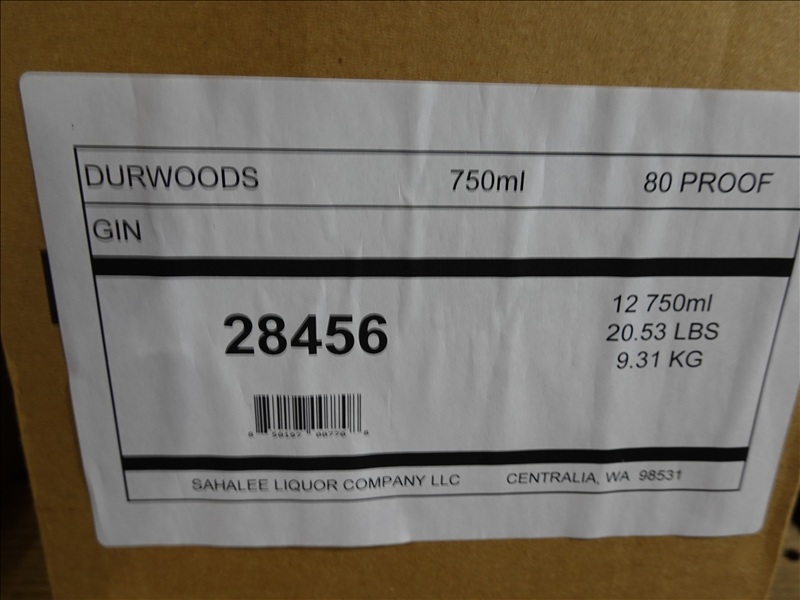 DURWOODS 750ml 80 PROOF
GIN
28456
12 750ml
20.53 LBS
9.31 KG
SAHALEE LIQUOR COMPANY LLC CENTRALIA, WA 98531